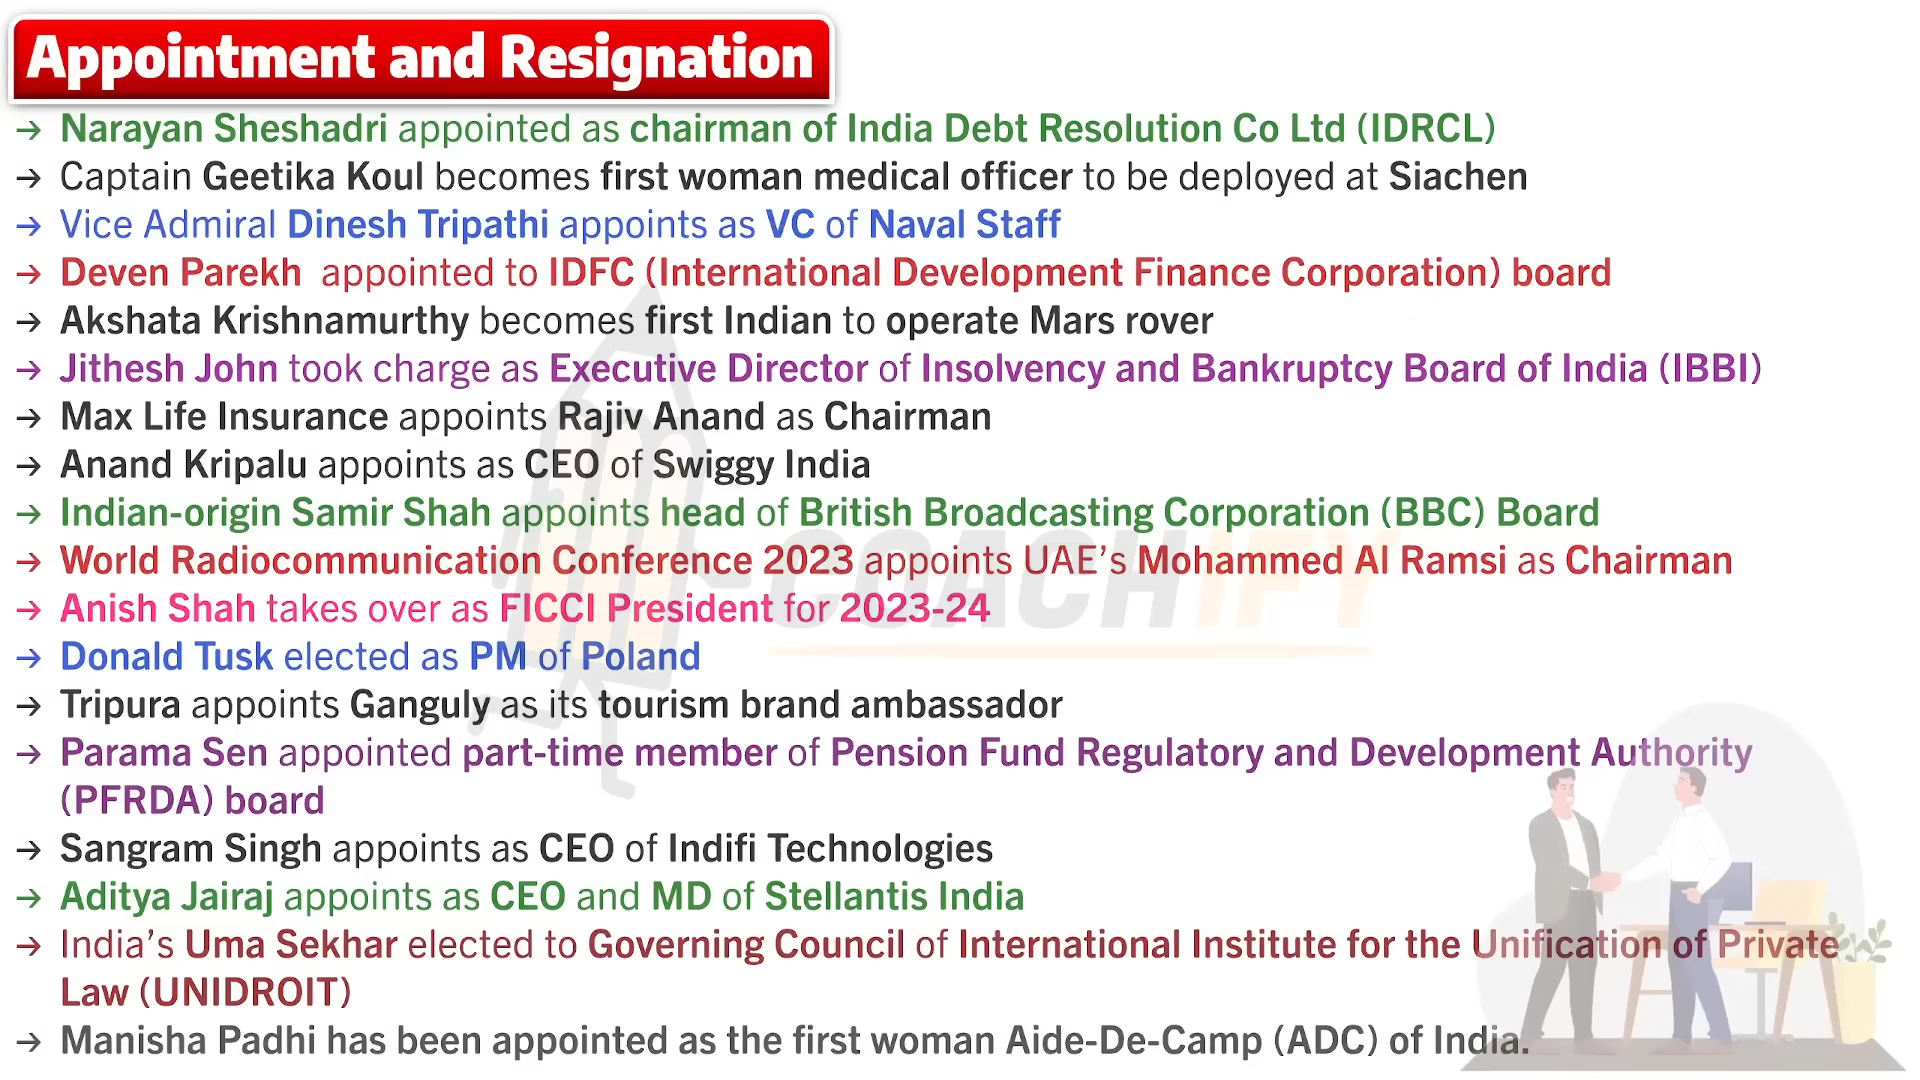 Appointment and Resignation
→ Narayan Sheshadri appointed as chairman of India Debt Resolution Co Ltd (IDRCL)
→ Captain Geetika Koul becomes first woman medical officer to be deployed at Siachen
→ Vice Admiral Dinesh Tripathi appoints as VC of Naval Staff
→ Deven Parekh appointed to IDFC (International Development Finance Corporation) board
→ Akshata Krishnamurthy becomes first Indian to operate Mars rover
→ Jithesh John took charge as Executive Director of Insolvency and Bankruptcy Board of India (IBBI)
→ Max Life Insurance appoints Rajiv Anand as Chairman
→ Anand Kripalu appoints as CEO of Swiggy India
→ Indian-origin Samir Shah appoints head of British Broadcasting Corporation (BBC) Board
→ World Radiocommunication Conference 2023 appoints UAE's Mohammed Al Ramsi as Chairman
→ Anish Shah takes over as FICCI President for 2023-24
→ Donald Tusk elected as PM of Poland
→ Tripura appoints Ganguly as its tourism brand ambassador
→ Parama Sen appointed part-time member of Pension Fund Regulatory and Development Authority
(PFRDA) board
→ Sangram Singh appoints as CEO of Indifi Technologies
→ Aditya Jairaj appoints as CEO and MD of Stellantis India
→ India's Uma Sekhar elected to Governing Council of International Institute for the Unification of Private
Law (UNIDROIT)
→ Manisha Padhi has been appointed as the first woman Aide-De-Camp (ADC) of India.
COACHIFY